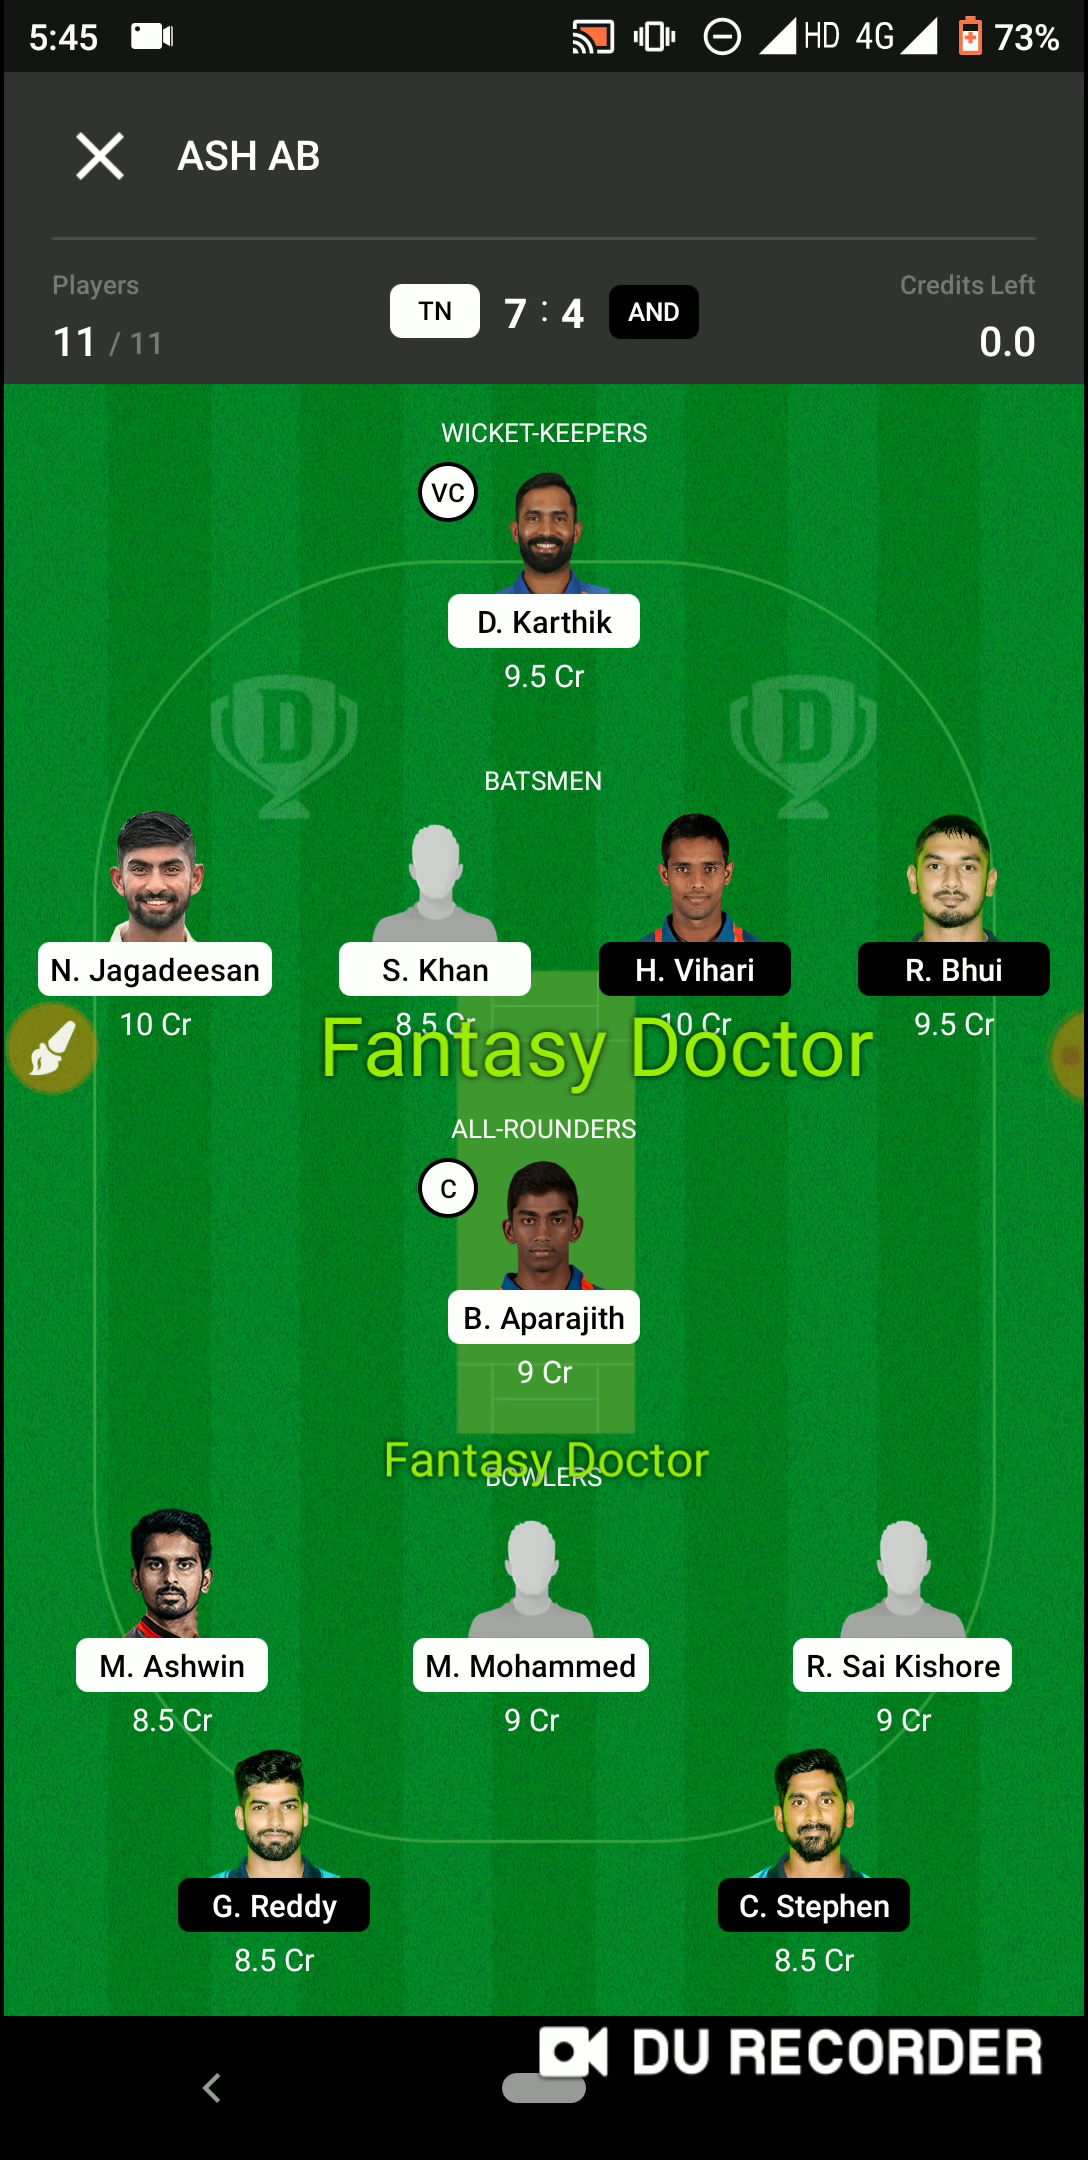 5:45 HD 4G 73%
ASH AB
Players Credits Left
11 / 11 TN 7 : 4 AND 0.0
WICKET-KEEPERS
VC
D. Karthik
9.5 Cr
D D
BATSMEN
N. Jagadeesan S. Khan H. Vihari R. Bhui
10 Cr 8.5 Cr 10 Cr 9.5 Cr
Fantasy Doctor
ALL-ROUNDERS
C
B. Aparajith
9 Cr
Fantasy Doctor
BOWLERS
M. Ashwin M. Mohammed R. Sai Kishore
8.5 Cr 9 Cr 9 Cr
G. Reddy C. Stephen
8.5 Cr 8.5 Cr
DU RECORDER